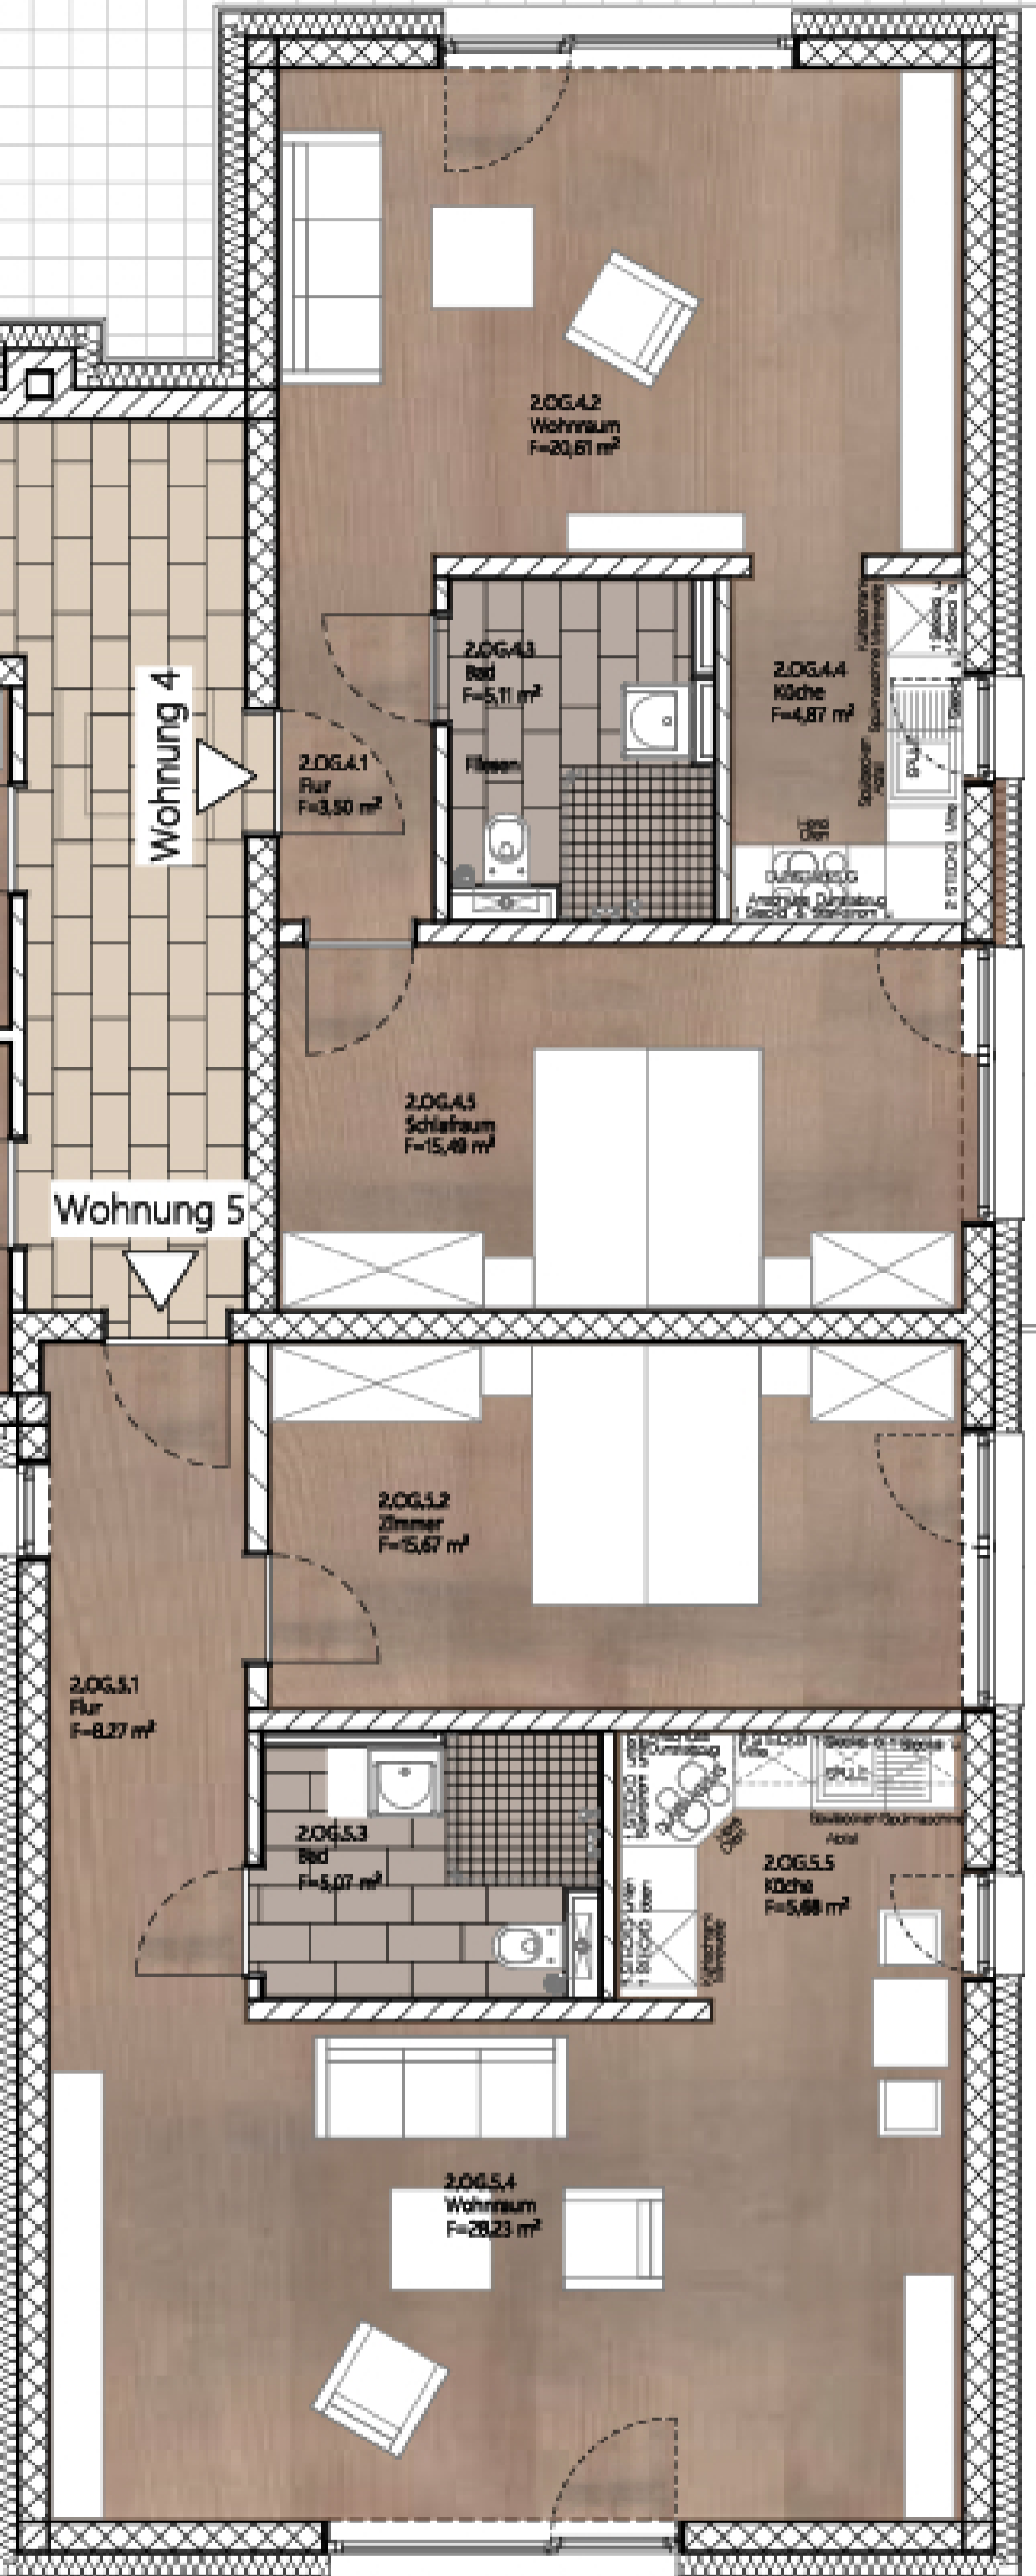 2.OG.4.2
Wohnraum
F=20,61 m²
2.OG.4.3
Bad
F=5,11 m²
Fliesen
2.OG.4.4
Küche
F=4,87 m²
Wohnung 4
2.OG.4.1
Flur
F=3,50 m²
2.OG.4.5
Schlafraum
F=15,49 m²
Wohnung 5
2.OG.5.2
Zimmer
F=15,67 m²
2.OG.5.1
Flur
F=8,27 m²
2.OG.5.3
Bad
F=5,07 m²
Abfal
2.OG.5.5
Küche
F=5,68 m²
2.OG.5.4
Wohnraum
F=28,23 m²